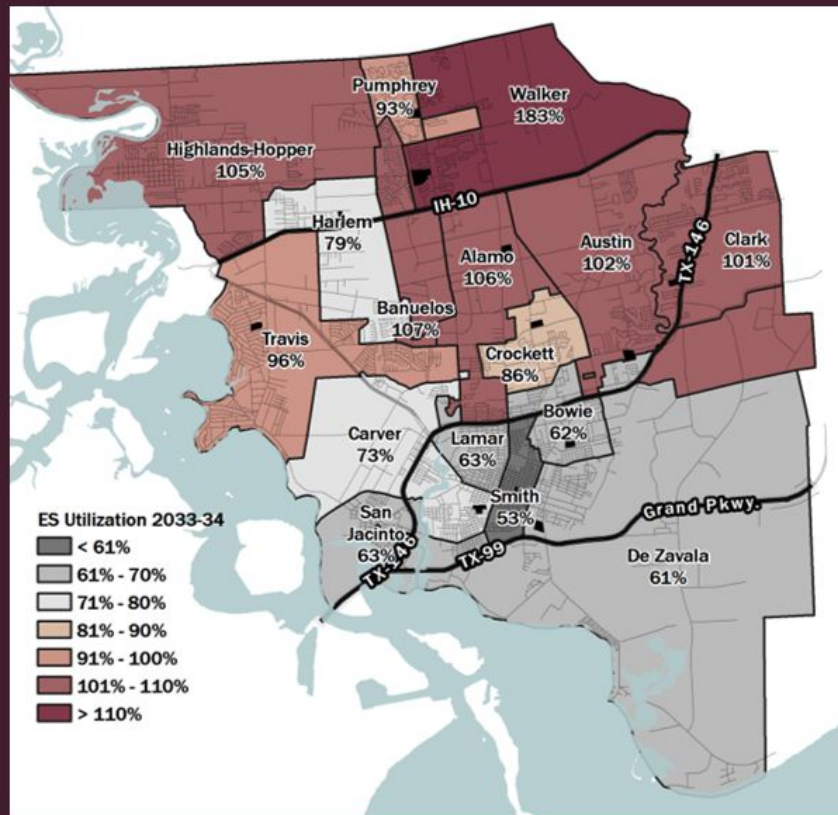 Pumphrey
93%
Walker
183%
Highlands-Hopper
105%
IH-10
Harlem
79%
Alamo
106%
Austin
102%
TX-146
Clark
101%
Bañuelos
107%
Travis
96%
Crockett
86%
Bowie
62%
Carver
73%
Lamar
63%
Smith
53%
San
Jacinto
63%
TX-146
TX-99
Grand Pkwy.
De Zavala
61%
ES Utilization 2033-34
< 61%
61% - 70%
71% - 80%
81% - 90%
91% - 100%
101% - 110%
> 110%